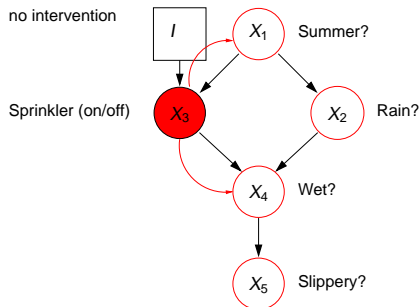 no intervention
I
X1
Summer?
Sprinkler (on/off)
X3
X2
Rain?
X4
Wet?
X5
Slippery?